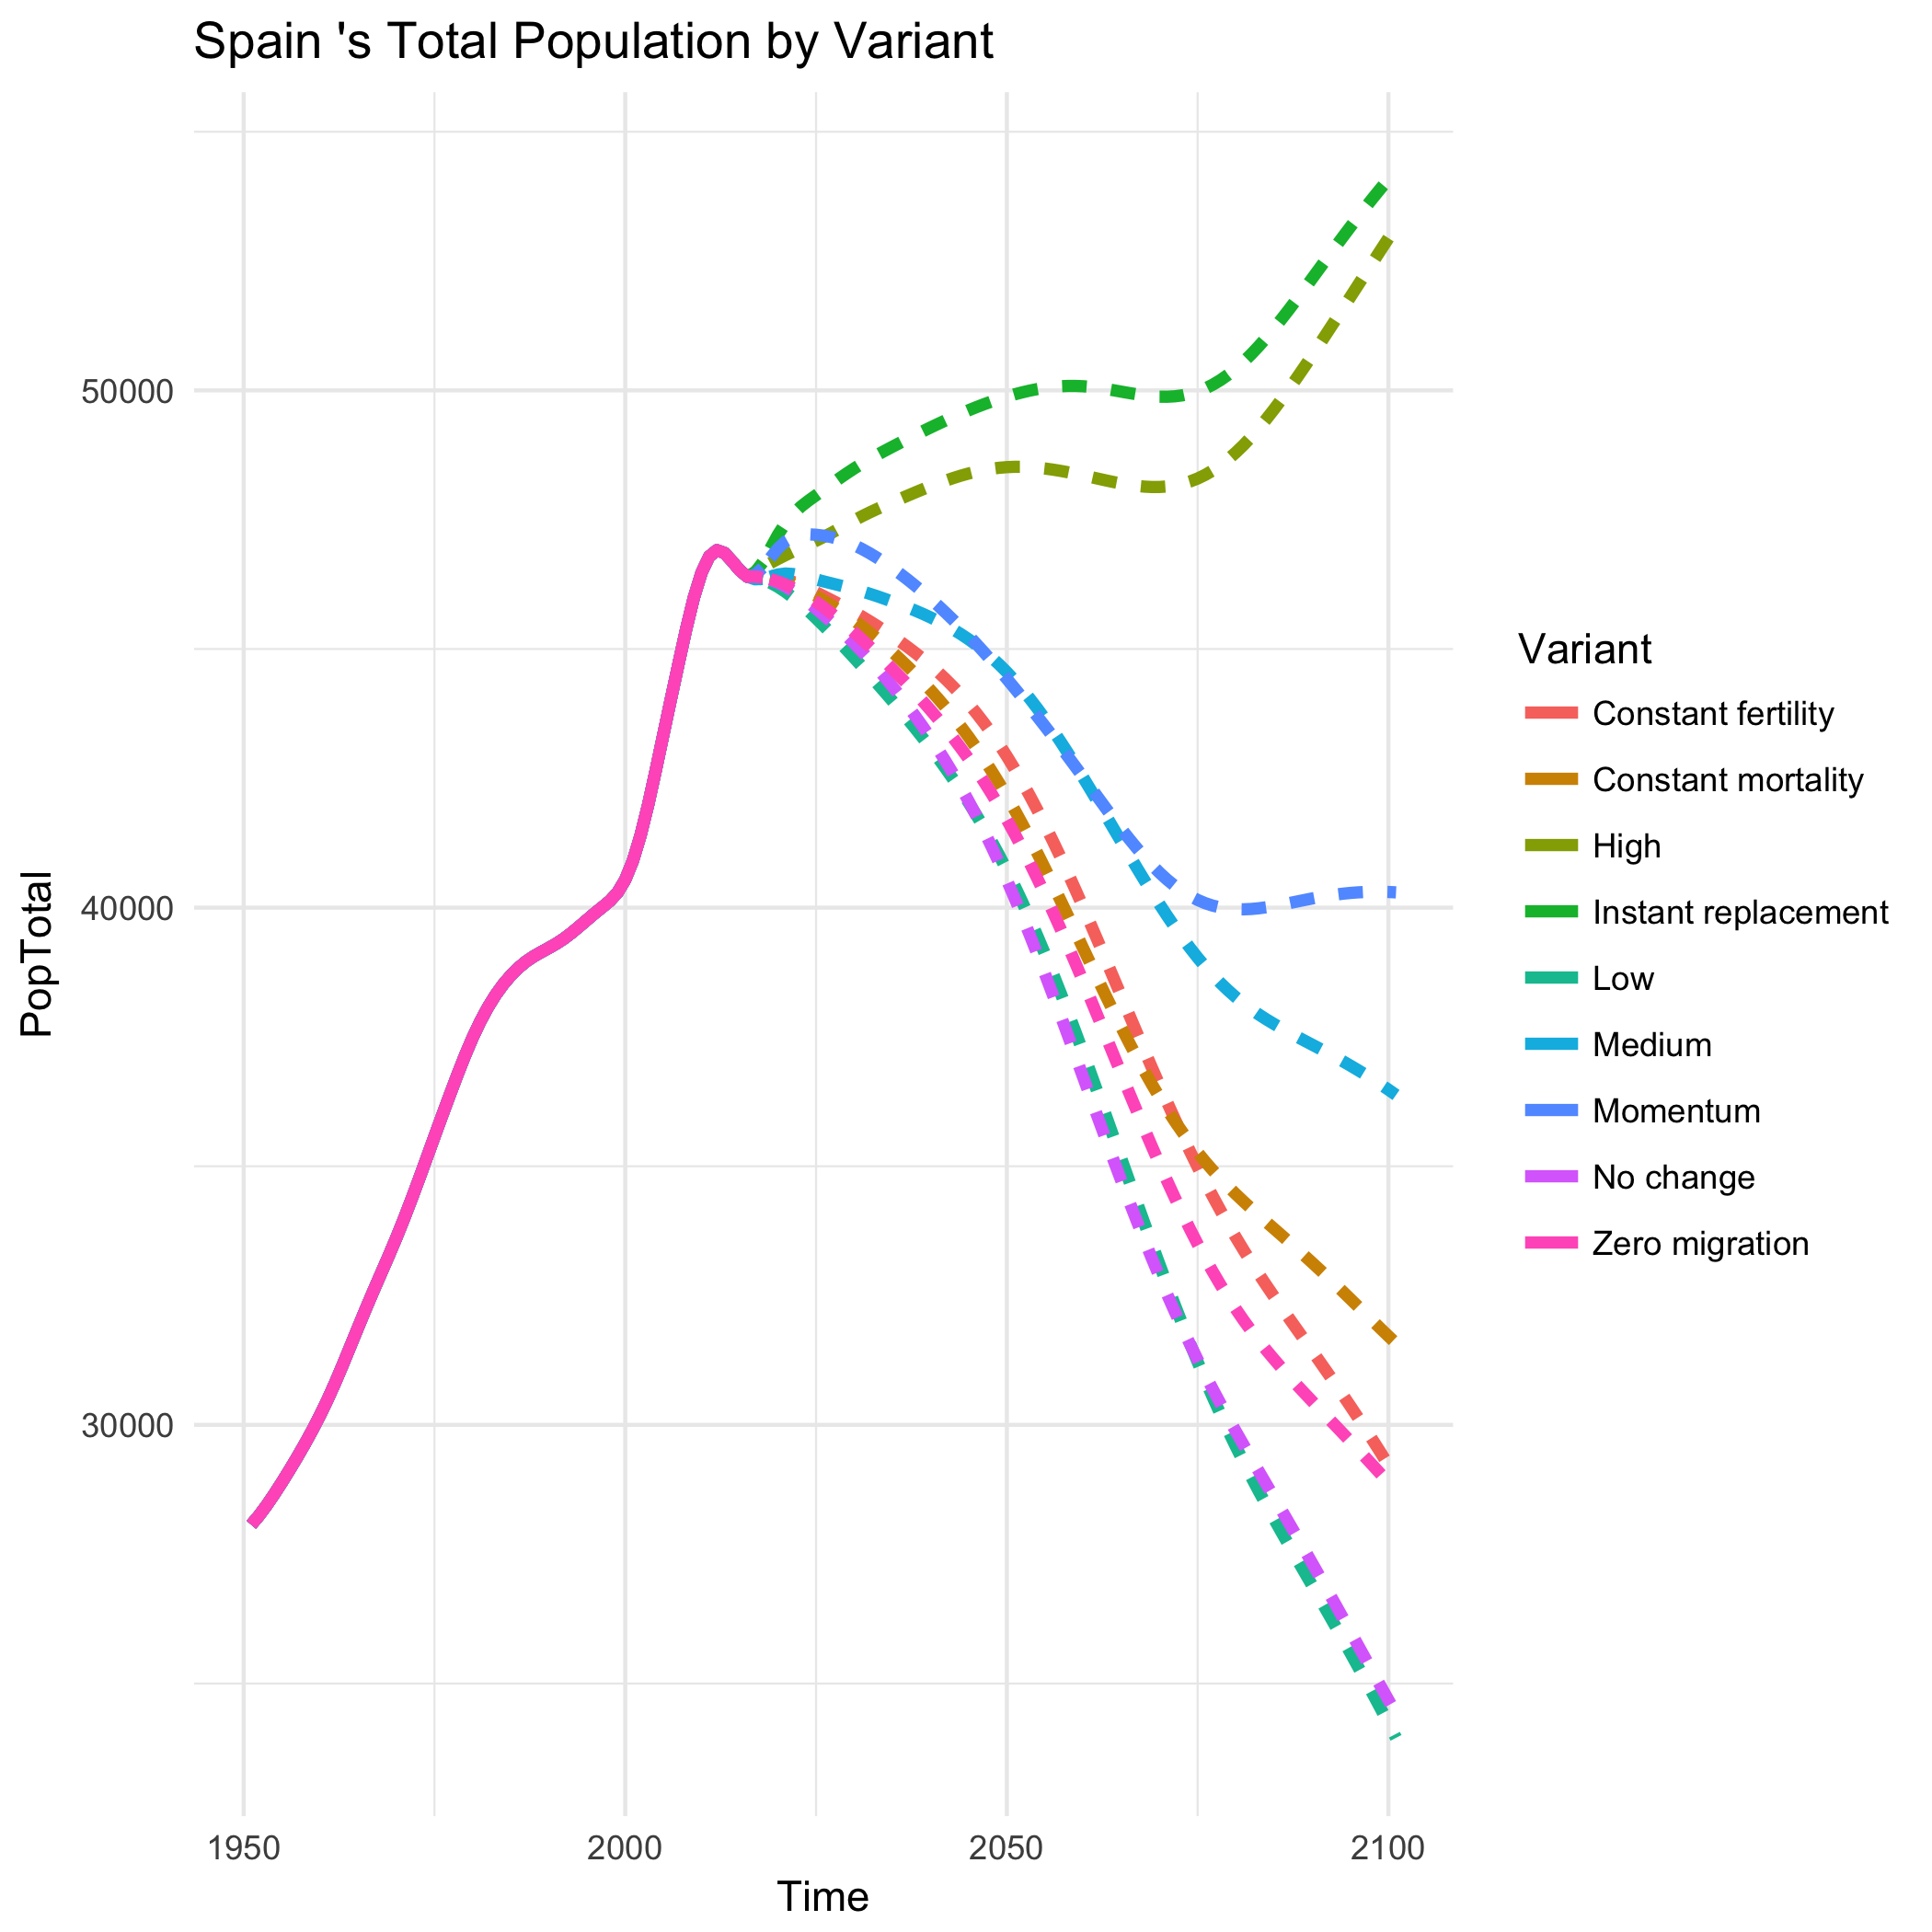 Spain 's Total Population by Variant
PopTotal
50000
40000
30000
1950
2000
2050
2100
Time
Variant
Constant fertility
Constant mortality
High
Instant replacement
Low
Medium
Momentum
No change
Zero migration